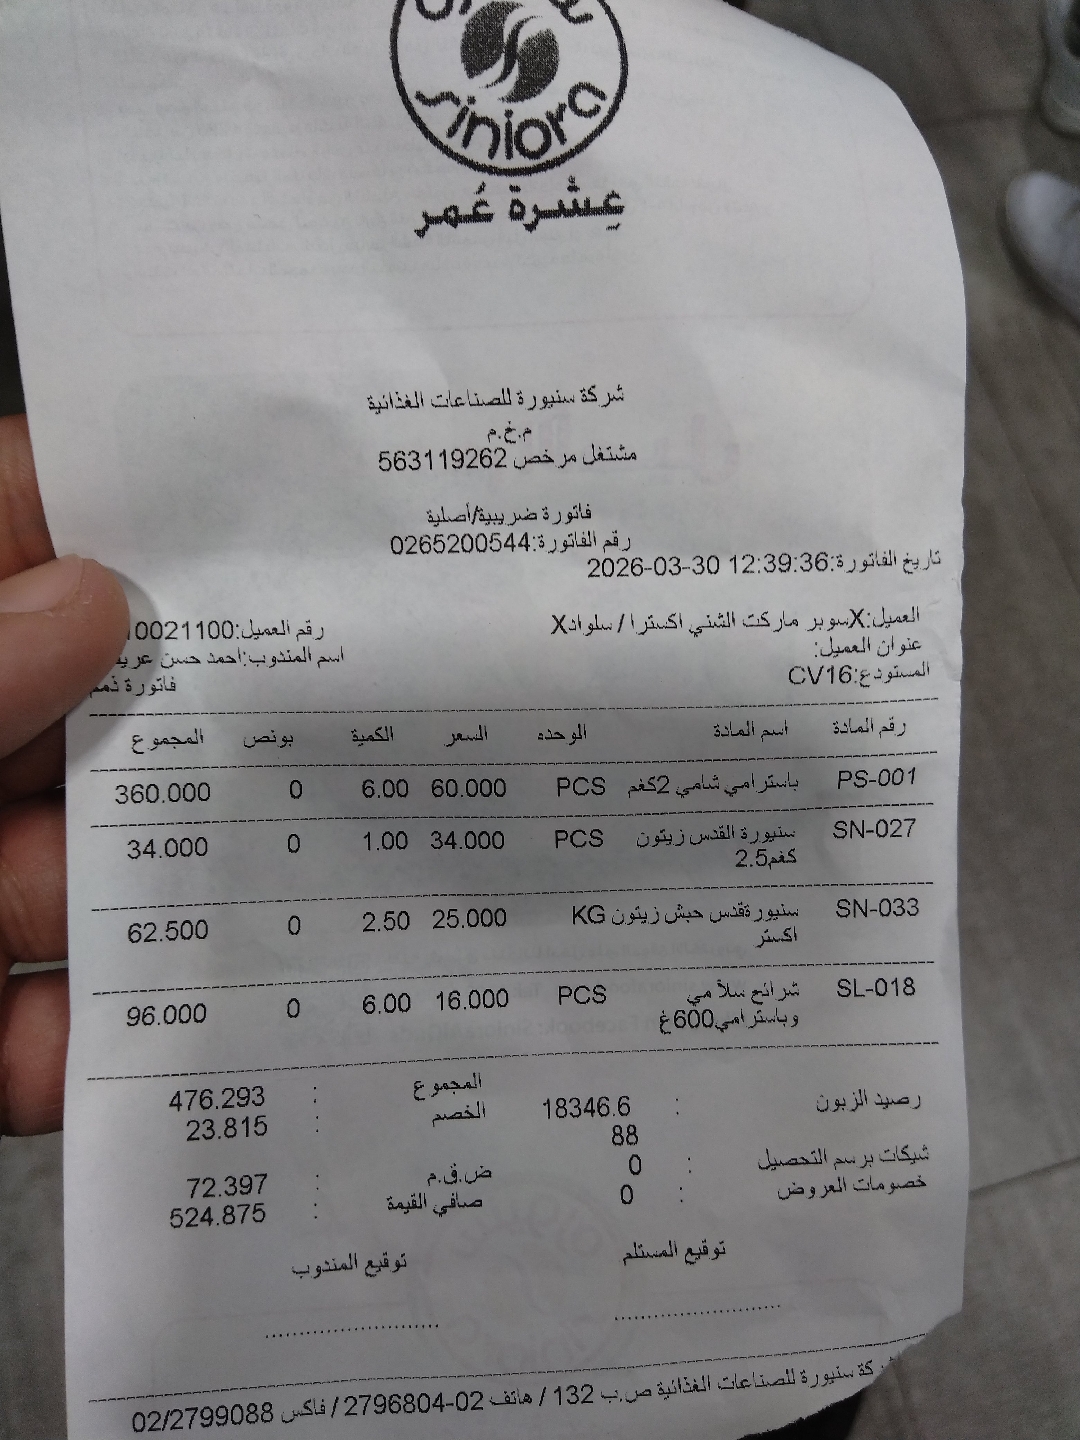 siniora
عِشْرة عُمر
شركة سنيورة للصناعات الغذائية
م.خ.م
مشتغل مرخص 563119262
فاتورة ضريبية/أصلية
رقم الفاتورة:0265200544
تاريخ الفاتورة:2026-03-30 12:39:36
العميل:Xسوبر ماركت الشني اكسترا / سلوادX رقم العميل:10021100
عنوان العميل: اسم المندوب:احمد حسن
المستودع:CV16 فاتورة ذمم
رقم المادة اسم المادة الوحده السعر الكمية بونص المجموع
PS-001 باسترامي شامي 2كغم PCS 60.000 6.00 0 360.000
SN-027 سنيورة القدس زيتون PCS 34.000 1.00 0 34.000
2.5كغم
SN-033 سنيورةقدس حبش زيتون KG 25.000 2.50 0 62.500
اكستر
SL-018 شرائح سلامي PCS 16.000 6.00 0 96.000
وباسترامي600غ
المجموع : 476.293
رصيد الزبون : 18346.6 الخصم : 23.815
88
شيكات برسم التحصيل : 0 ض.ق.م : 72.397
خصومات العروض : 0 صافي القيمة : 524.875
توقيع المستلم توقيع المندوب
شركة سنيورة للصناعات الغذائية ص.ب 132 / هاتف 02-2796804 / فاكس 02/2799088